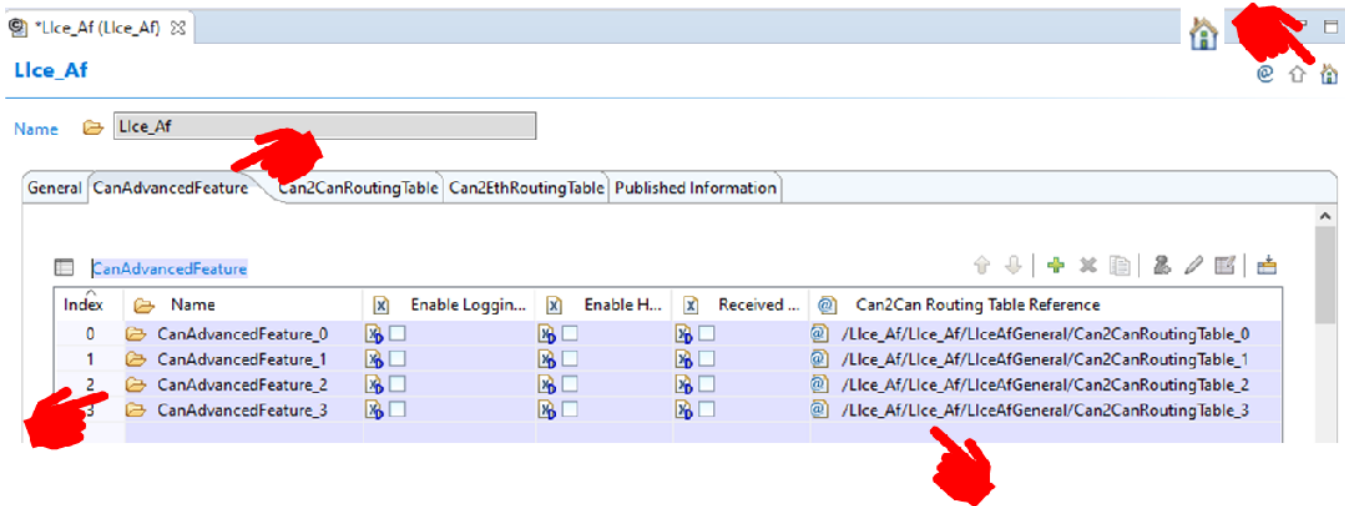 *Llce_Af (Llce_Af)
Llce_Af
Name Llce_Af
General CanAdvancedFeature Can2CanRoutingTable Can2EthRoutingTable Published Information
CanAdvancedFeature
Index Name Enable Loggin... Enable H... Received ... Can2Can Routing Table Reference
0 CanAdvancedFeature_0 /Llce_Af/Llce_Af/LlceAfGeneral/Can2CanRoutingTable_0
1 CanAdvancedFeature_1 /Llce_Af/Llce_Af/LlceAfGeneral/Can2CanRoutingTable_1
2 CanAdvancedFeature_2 /Llce_Af/Llce_Af/LlceAfGeneral/Can2CanRoutingTable_2
3 CanAdvancedFeature_3 /Llce_Af/Llce_Af/LlceAfGeneral/Can2CanRoutingTable_3